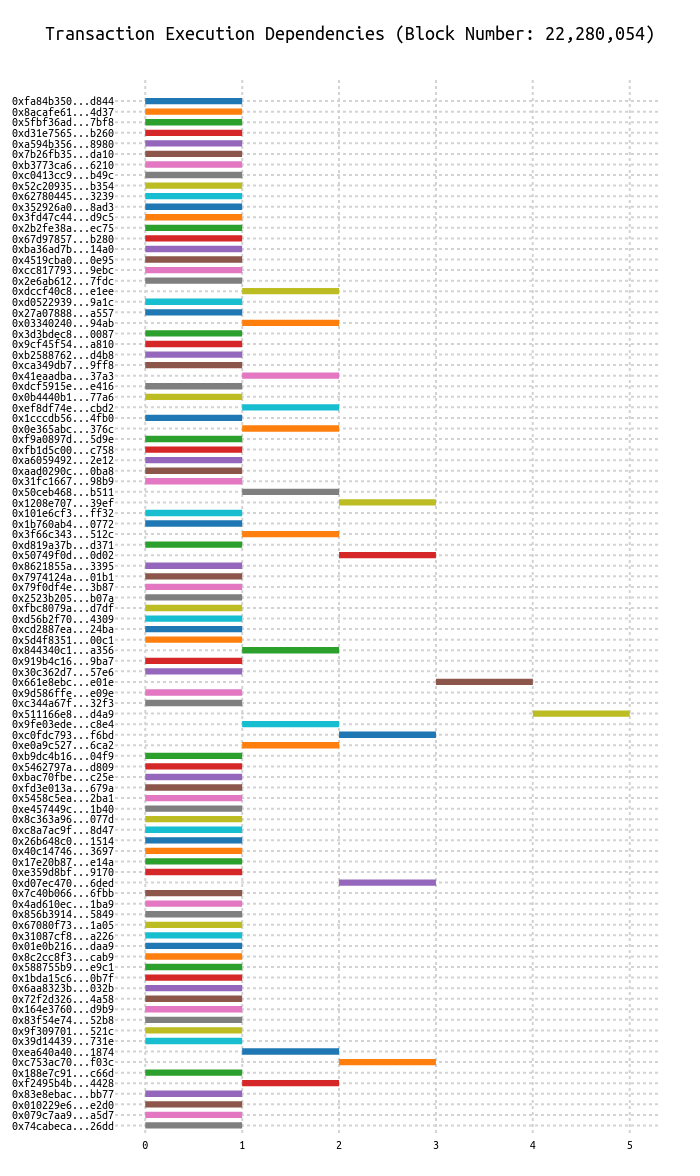 Transaction Execution Dependencies (Block Number: 22,280,054)
0xfa84b350...d844
0x8acafe61...4d37
0x5fbf36ad...7bf8
0xd31e7565...b260
0xa594b356...8980
0x7b26fb35...da10
0xb3773ca6...6210
0xc0413cc9...b49c
0x52c20935...b354
0x62780445...3239
0x352926a0...8ad3
0x3fd47c44...d9c5
0x2b2fe38a...ec75
0x67d97857...b280
0xba36ad7b...14a0
0x4519cba0...0e95
0xcc817793...9ebc
0x2e6ab612...7fdc
0xdccf40c8...e1ee
0xd0522939...9a1c
0x27a07888...a557
0x03340240...94ab
0x3d3bdec8...0087
0x9cf45f54...a810
0xb2588762...d4b8
0xca349db7...9ff8
0x41eaadba...37a3
0xdcf5915e...e416
0x0b4440b1...77a6
0xef8df74e...cbd2
0x1cccdb56...4fb0
0x0e365abc...376c
0xf9a0897d...5d9e
0xfb1d5c00...c758
0xa6059492...2e12
0xaad0290c...0ba8
0x31fc1667...98b9
0x50ceb468...b511
0x1208e707...39ef
0x101e6cf3...ff32
0x1b760ab4...0772
0x3f66c343...512c
0xd819a37b...d371
0x50749f0d...0d02
0x8621855a...3395
0x7974124a...01b1
0x79f0df4e...3b87
0x2523b205...b07a
0xfbc8079a...d7df
0xd56b2f70...4309
0xcd2887ea...24ba
0x5d4f8351...00c1
0x844340c1...a356
0x919b4c16...9ba7
0x30c362d7...57e6
0x661e8ebc...e01e
0x9d586ffe...e09e
0xc344a67f...32f3
0x511166e8...d4a9
0x9fe03ede...c8e4
0xc0fdc793...f6bd
0xe0a9c527...6ca2
0xb9dc4b16...04f9
0x5462797a...d809
0xbac70fbe...c25e
0xfd3e013a...679a
0x5458c5ea...2ba1
0xe457449c...1b40
0x8c363a96...077d
0xc8a7ac9f...8d47
0x26b648c0...1514
0x40c14746...3697
0x17e20b87...e14a
0xe359d8bf...9170
0xd07ec470...6ded
0x7c40b066...6fbb
0x4ad610ec...1ba9
0x856b3914...5849
0x67080f73...1a05
0x31087cf8...a226
0x01e0b216...daa9
0x8c2cc8f3...cab9
0x588755b9...e9c1
0x1bda15c6...0b7f
0x6aa8323b...032b
0x72f2d326...4a58
0x164e3760...d9b9
0x83f54e74...52b8
0x9f309701...521c
0x39d14439...731e
0xea640a40...1874
0xc753ac70...f03c
0x188e7c91...c66d
0xf2495b4b...4428
0x83e8ebac...bb77
0x010229e6...e2d0
0x079c7aa9...a5d7
0x74cabeca...26dd
0 1 2 3 4 5